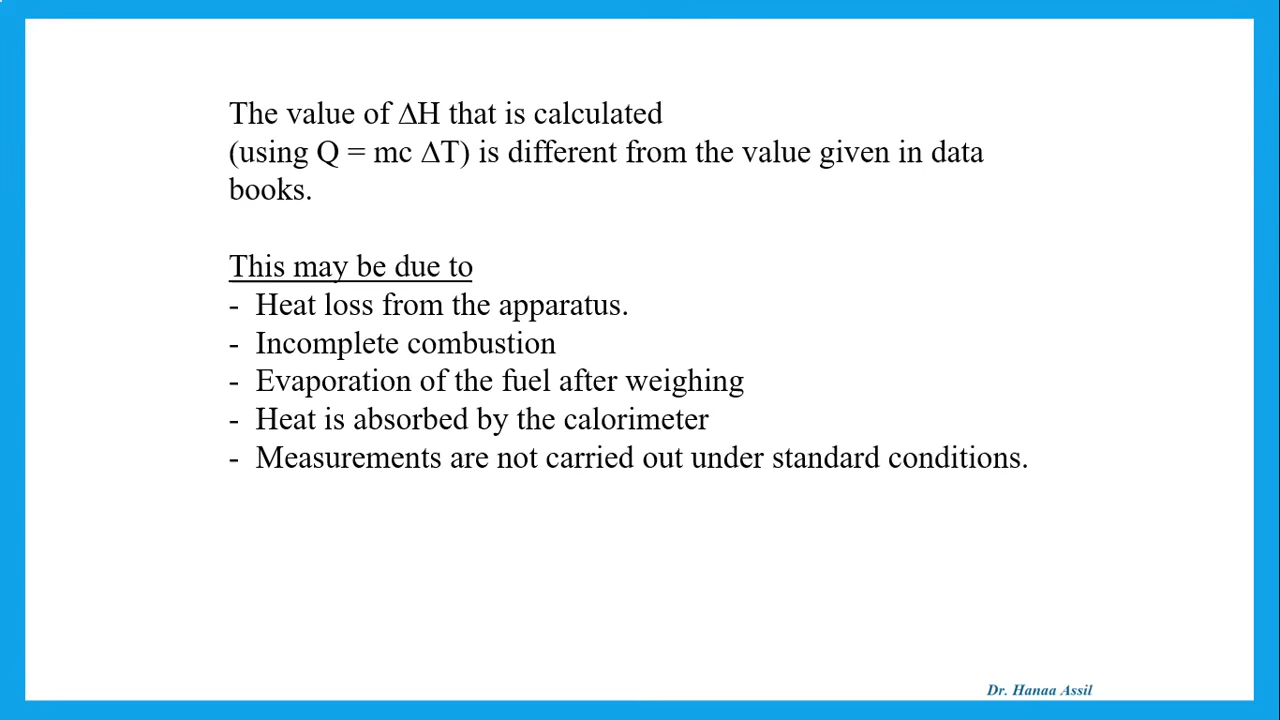 The value of ΔH that is calculated
(using Q = mc ΔT) is different from the value given in data
books.
This may be due to
- Heat loss from the apparatus.
- Incomplete combustion
- Evaporation of the fuel after weighing
- Heat is absorbed by the calorimeter
- Measurements are not carried out under standard conditions.
Dr. Hanaa Assil